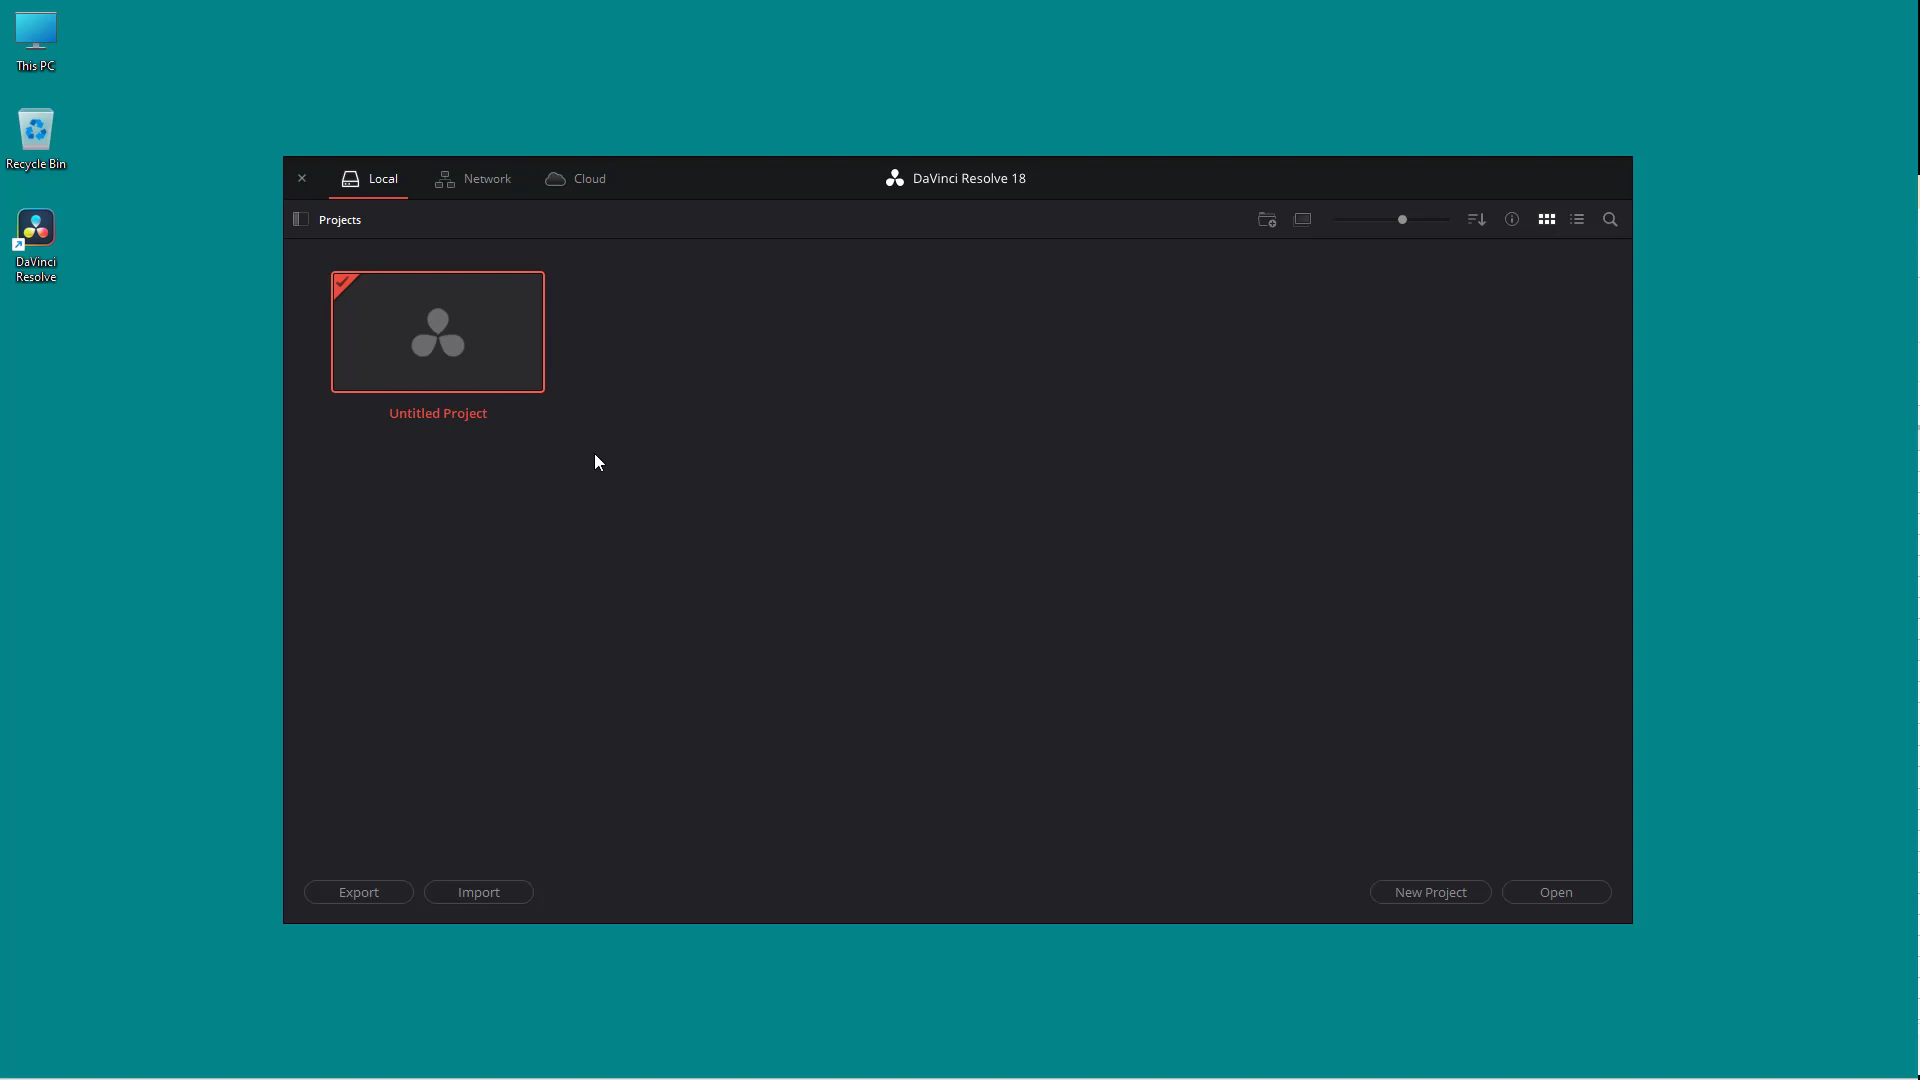 This PC
Recycle Bin
DaVinci
Resolve
Local
Network
Cloud
DaVinci Resolve 18
Projects
Untitled Project
Export
Import
New Project
Open